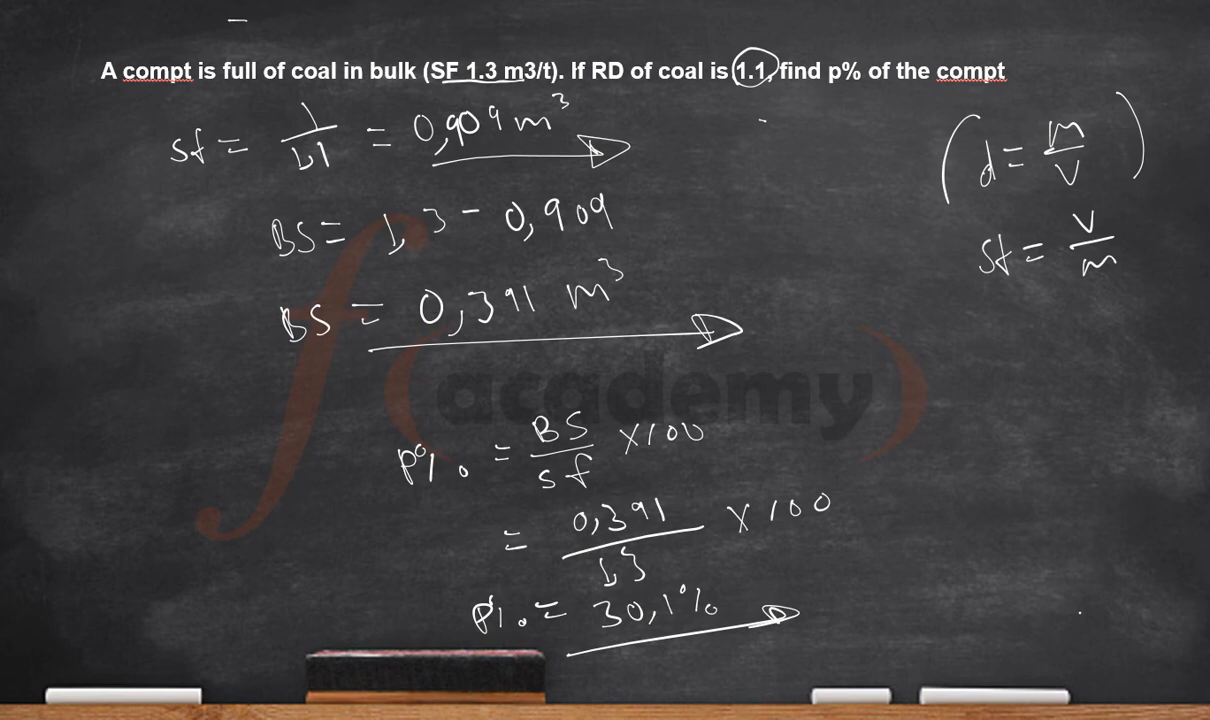 A compt is full of coal in bulk (SF 1.3 m3/t). If RD of coal is 1.1, find p% of the compt
sf = 1/1,1 = 0,909 m³
(d = m/v)
BS = 1,3 - 0,909
sf = v/m
BS = 0,391 m³
f(academy)
p% = BS/sf x100
= 0,391/1,3 x 100
p% = 30,1%